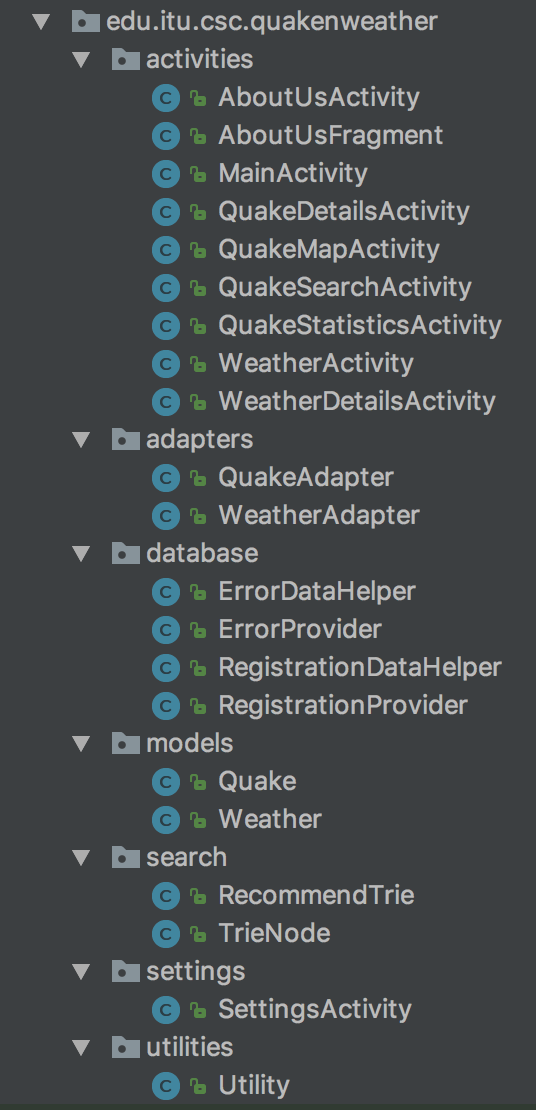 edu.itu.csc.quakenweather
activities
C AboutUsActivity
C AboutUsFragment
C MainActivity
C QuakeDetailsActivity
C QuakeMapActivity
C QuakeSearchActivity
C QuakeStatisticsActivity
C WeatherActivity
C WeatherDetailsActivity
adapters
C QuakeAdapter
C WeatherAdapter
database
C ErrorDataHelper
C ErrorProvider
C RegistrationDataHelper
C RegistrationProvider
models
C Quake
C Weather
search
C RecommendTrie
C TrieNode
settings
C SettingsActivity
utilities
C Utility